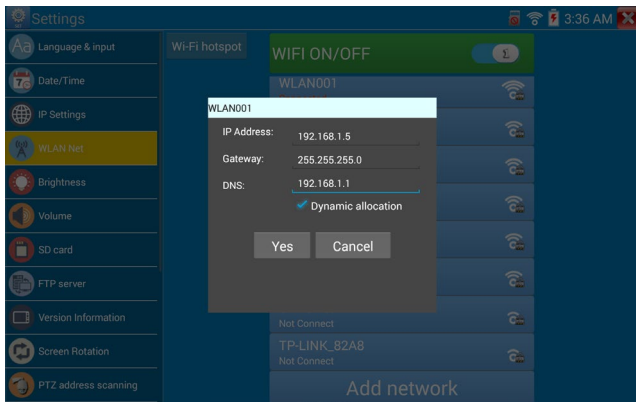 Settings
3:36 AM
Language & input
Date/Time
IP Settings
WLAN Net
Brightness
Volume
SD card
FTP server
Version Information
Screen Rotation
PTZ address scanning
Wi-Fi hotspot
WIFI ON/OFF
WLAN001
WLAN001
IP Address: 192.168.1.5
Gateway: 255.255.255.0
DNS: 192.168.1.1
Dynamic allocation
Yes Cancel
Not Connect
TP-LINK_82A8
Not Connect
Add network